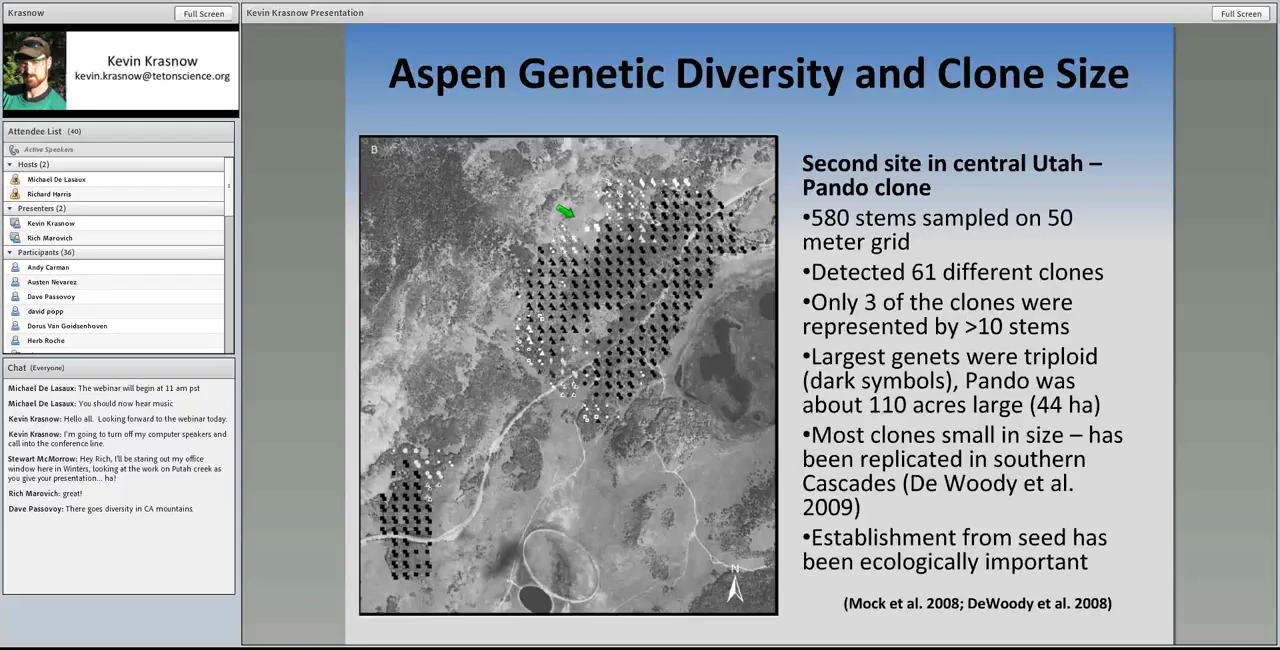 Krasnow
Full Screen
Kevin Krasnow
kevin.krasnow@tetonscience.org
Attendee List (40)
Active Speakers
Hosts (2)
Michael De Lasaux
Richard Harris
Presenters (2)
Kevin Krasnow
Rich Marovich
Participants (36)
Andy Carman
Austen Nevarez
Dave Passovoy
david popp
Dorus Van Goidsenhoven
Herb Roche
Chat (Everyone)
Michael De Lasaux: The webinar will begin at 11 am pst
Michael De Lasaux: You should now hear music
Kevin Krasnow: Hello all. Looking forward to the webinar today.
Kevin Krasnow: I'm going to turn off my computer speakers and
call into the conference line.
Stewart McMorrow: Hey Rich, I'll be staring out my office
window here in Winters, looking at the work on Putah creek as
you give your presentation... ha!
Rich Marovich: great!
Dave Passovoy: There goes diversity in CA mountains.
Kevin Krasnow Presentation
Full Screen
Aspen Genetic Diversity and Clone Size
B
N
Second site in central Utah –
Pando clone
•580 stems sampled on 50
meter grid
•Detected 61 different clones
•Only 3 of the clones were
represented by >10 stems
•Largest genets were triploid
(dark symbols), Pando was
about 110 acres large (44 ha)
•Most clones small in size – has
been replicated in southern
Cascades (De Woody et al.
2009)
•Establishment from seed has
been ecologically important
(Mock et al. 2008; DeWoody et al. 2008)